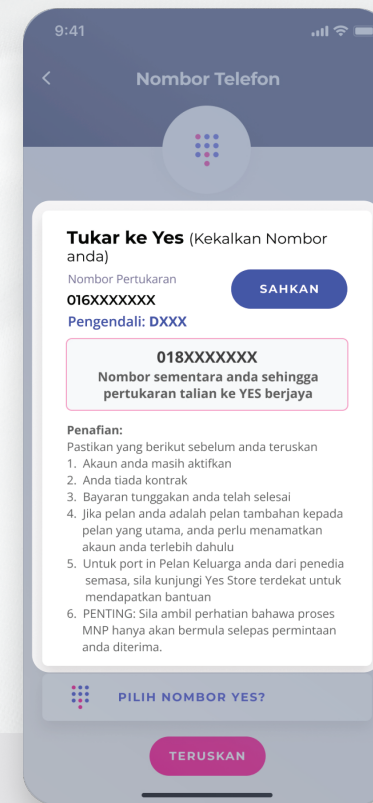 9:41
Nombor Telefon
Tukar ke Yes (Kekalkan Nombor
anda)
Nombor Pertukaran
016XXXXXXX
SAHKAN
Pengendali: DXXX
018XXXXXXX
Nombor sementara anda sehingga
pertukaran talian ke YES berjaya
Penafian:
Pastikan yang berikut sebelum anda teruskan
1. Akaun anda masih aktifkan
2. Anda tiada kontrak
3. Bayaran tunggakan anda telah selesai
4. Jika pelan anda adalah pelan tambahan kepada
pelan yang utama, anda perlu menamatkan
akaun anda terlebih dahulu
5. Untuk port in Pelan Keluarga anda dari penedia
semasa, sila kunjungi Yes Store terdekat untuk
mendapatkan bantuan
6. PENTING: Sila ambil perhatian bahawa proses
MNP hanya akan bermula selepas permintaan
anda diterima.
PILIH NOMBOR YES?
TERUSKAN